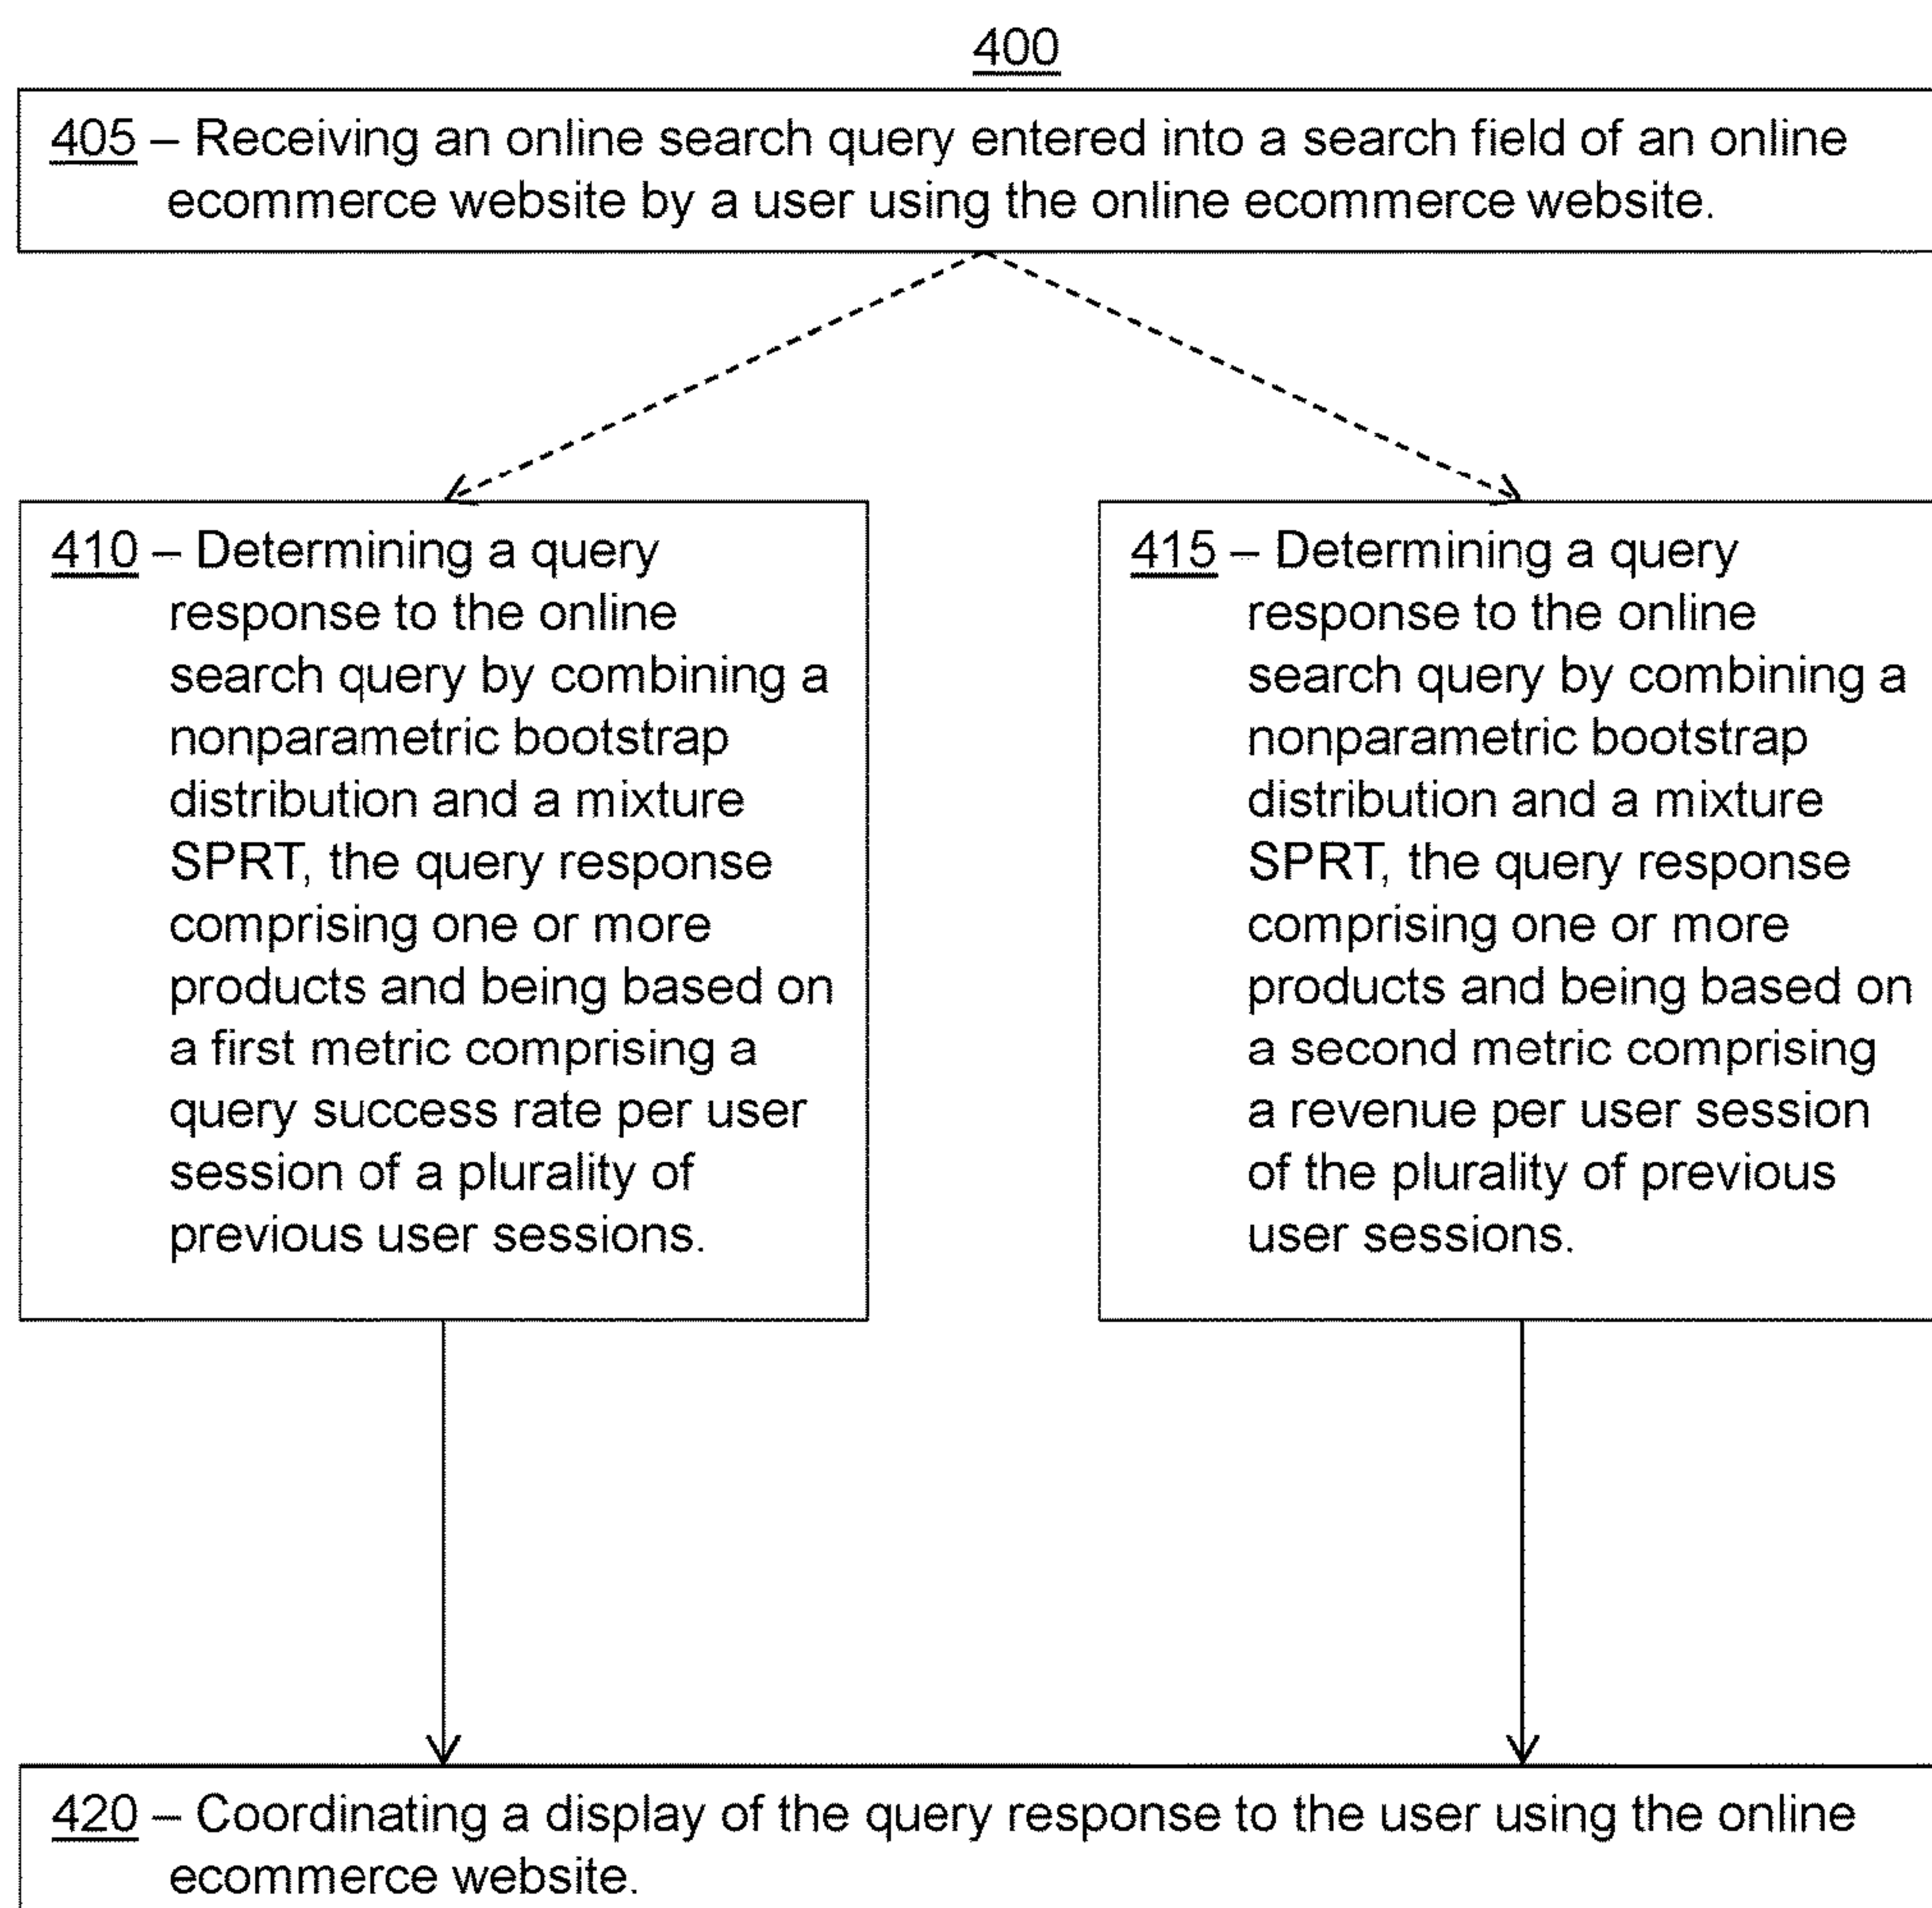 400
405 – Receiving an online search query entered into a search field of an online
ecommerce website by a user using the online ecommerce website.
410 – Determining a query
response to the online
search query by combining a
nonparametric bootstrap
distribution and a mixture
SPRT, the query response
comprising one or more
products and being based on
a first metric comprising a
query success rate per user
session of a plurality of
previous user sessions.
415 – Determining a query
response to the online
search query by combining a
nonparametric bootstrap
distribution and a mixture
SPRT, the query response
comprising one or more
products and being based on
a second metric comprising
a revenue per user session
of the plurality of previous
user sessions.
420 – Coordinating a display of the query response to the user using the online
ecommerce website.